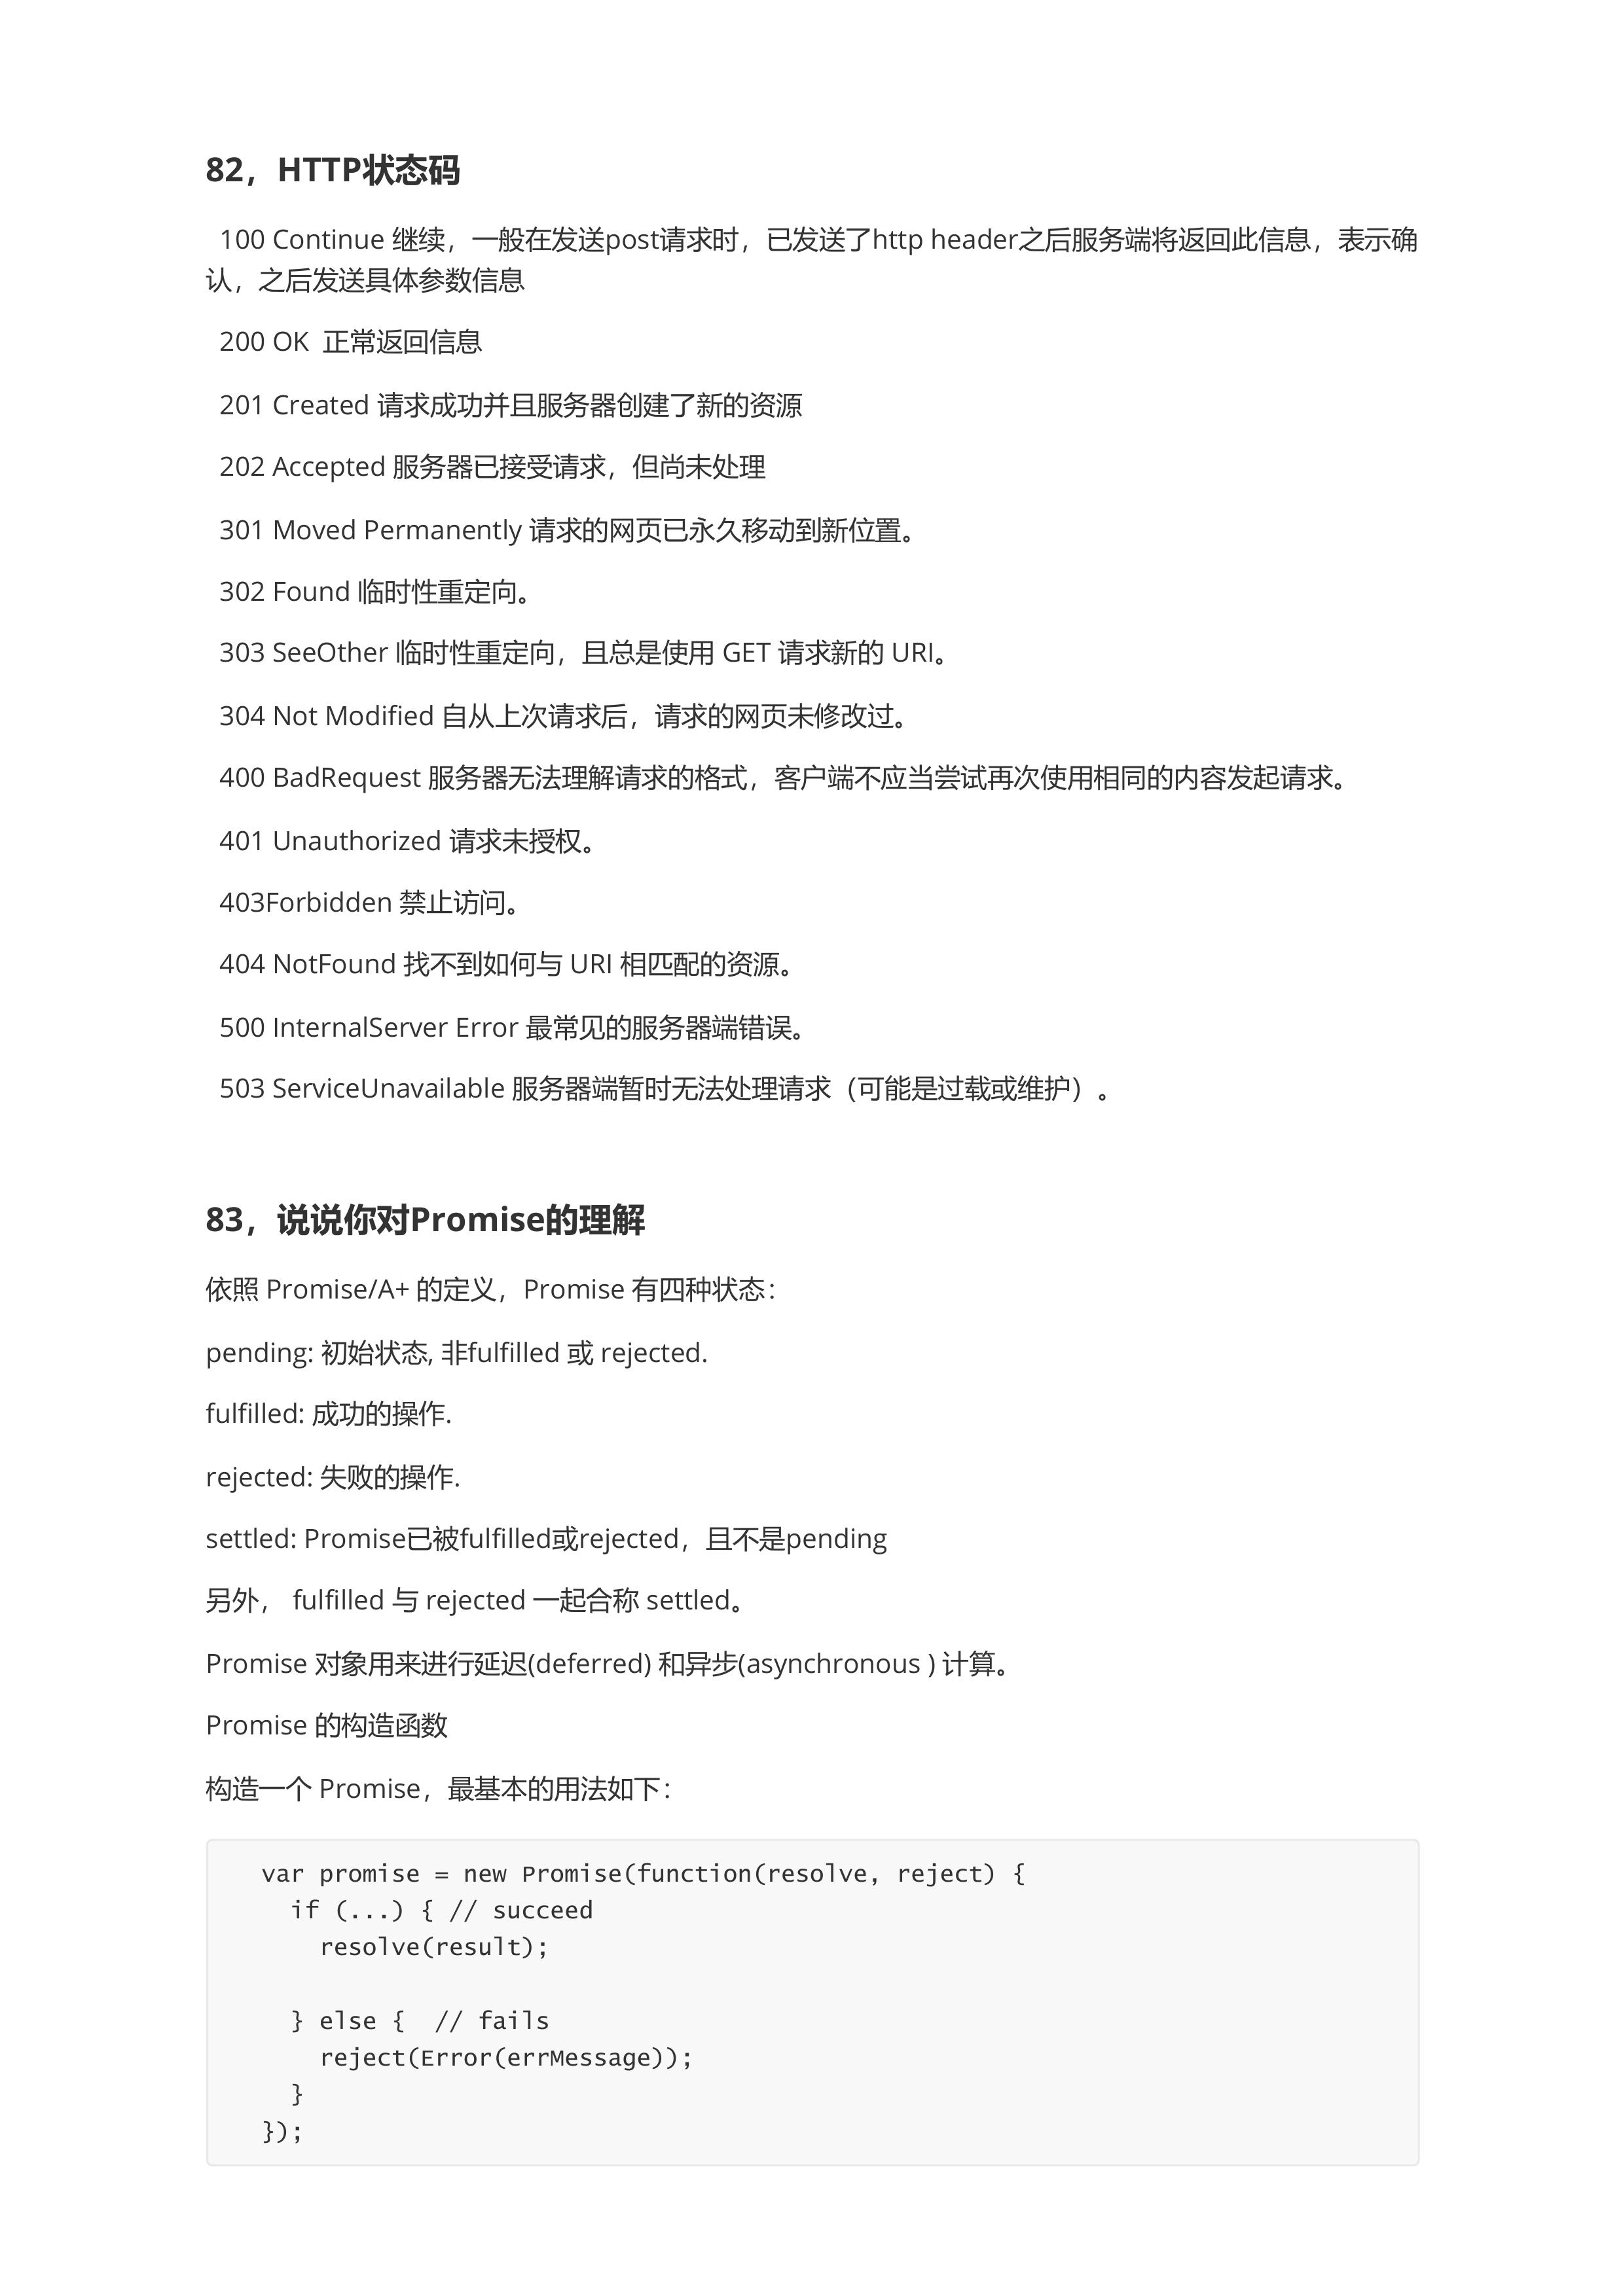 82，HTTP状态码
100 Continue 继续，一般在发送post请求时，已发送了http header之后服务端将返回此信息，表示确
认，之后发送具体参数信息
200 OK  正常返回信息
201 Created 请求成功并且服务器创建了新的资源
202 Accepted 服务器已接受请求，但尚未处理
301 Moved Permanently 请求的网页已永久移动到新位置。
302 Found 临时性重定向。
303 SeeOther 临时性重定向，且总是使用 GET 请求新的 URI。
304 Not Modified 自从上次请求后，请求的网页未修改过。
400 BadRequest 服务器无法理解请求的格式，客户端不应当尝试再次使用相同的内容发起请求。
401 Unauthorized 请求未授权。
403Forbidden 禁止访问。
404 NotFound 找不到如何与 URI 相匹配的资源。
500 InternalServer Error 最常见的服务器端错误。
503 ServiceUnavailable 服务器端暂时无法处理请求（可能是过载或维护）。
83，说说你对Promise的理解
依照 Promise/A+ 的定义，Promise 有四种状态：
pending: 初始状态, 非fulfilled 或 rejected.
fulfilled: 成功的操作.
rejected: 失败的操作.
settled: Promise已被fulfilled或rejected，且不是pending
另外， fulfilled 与 rejected 一起合称 settled。
Promise 对象用来进行延迟(deferred) 和异步(asynchronous ) 计算。
Promise 的构造函数
构造一个 Promise，最基本的用法如下：
var promise = new Promise(function(resolve, reject) {
  if (...) { // succeed
    resolve(result);
  } else {  // fails
    reject(Error(errMessage));
  }
});